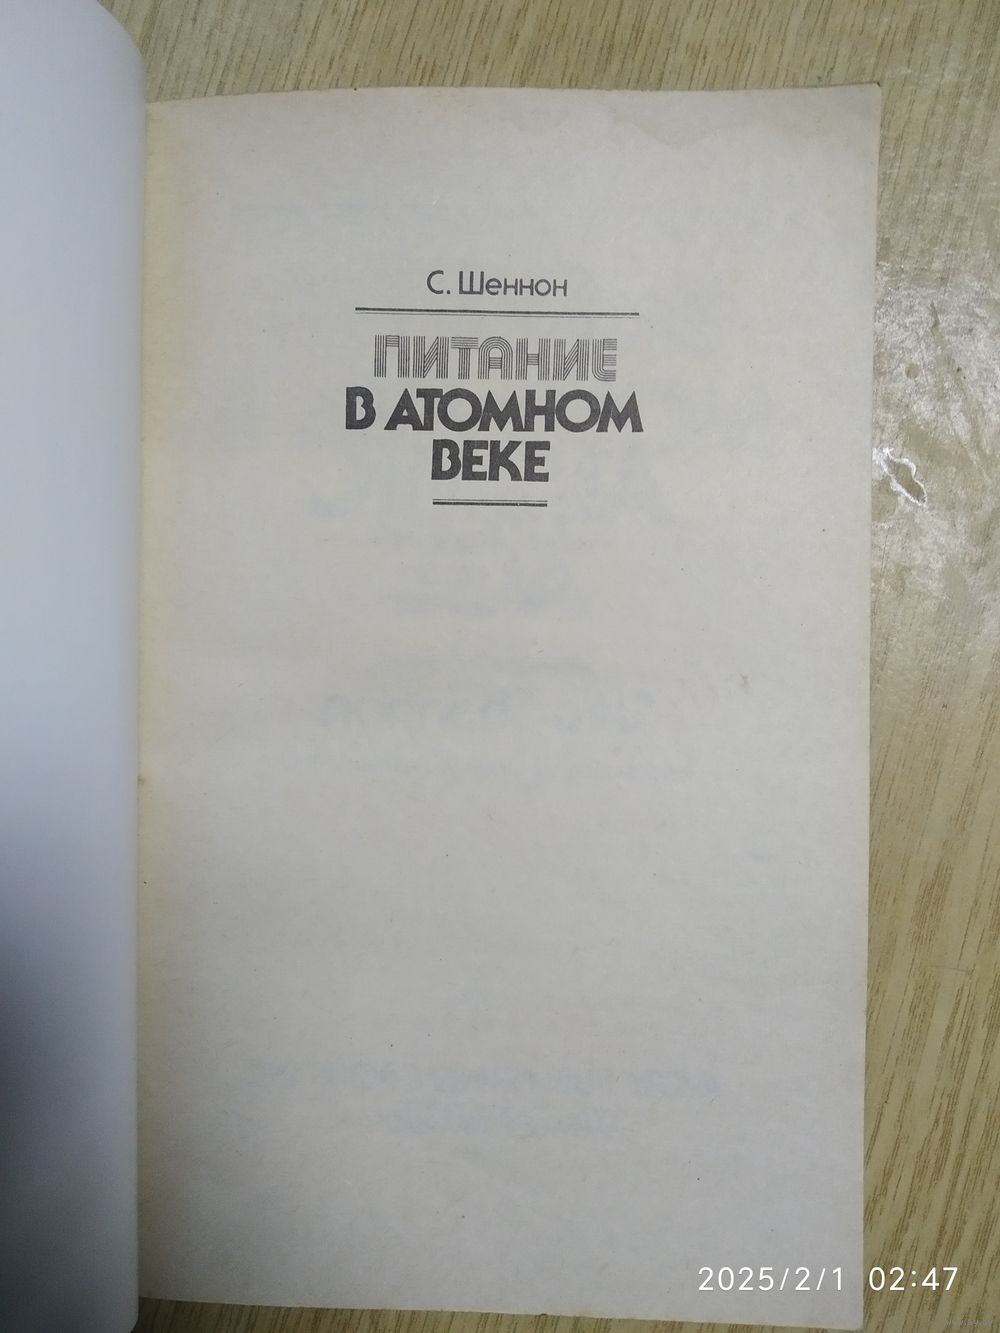 С. Шеннон
ПИТАНИЕ
В АТОМНОМ
ВЕКЕ
2025/2/1 02:47